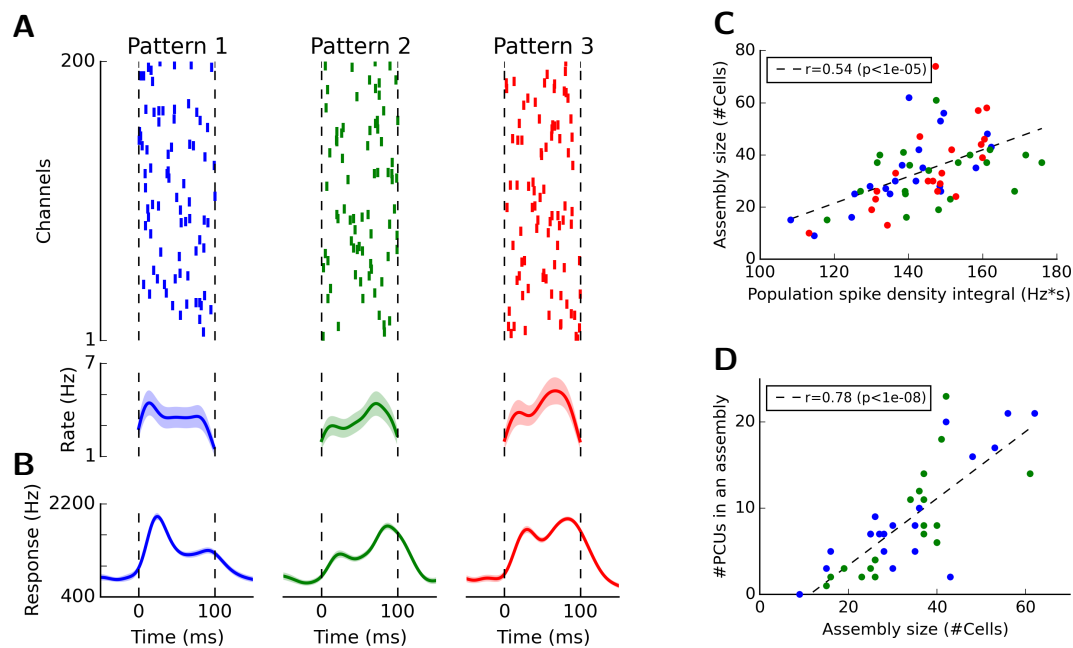 A
Pattern 1
Pattern 2
Pattern 3
200
Channels
1
7
Rate (Hz)
1
B
2200
Response (Hz)
400
0
100
0
100
0
100
Time (ms)
Time (ms)
Time (ms)
C
80
60
40
20
0
Assembly size (#Cells)
r=0.54 (p<1e-05)
100
120
140
160
180
Population spike density integral (Hz*s)
D
20
10
0
#PCUs in an assembly
r=0.78 (p<1e-08)
0
20
40
60
Assembly size (#Cells)